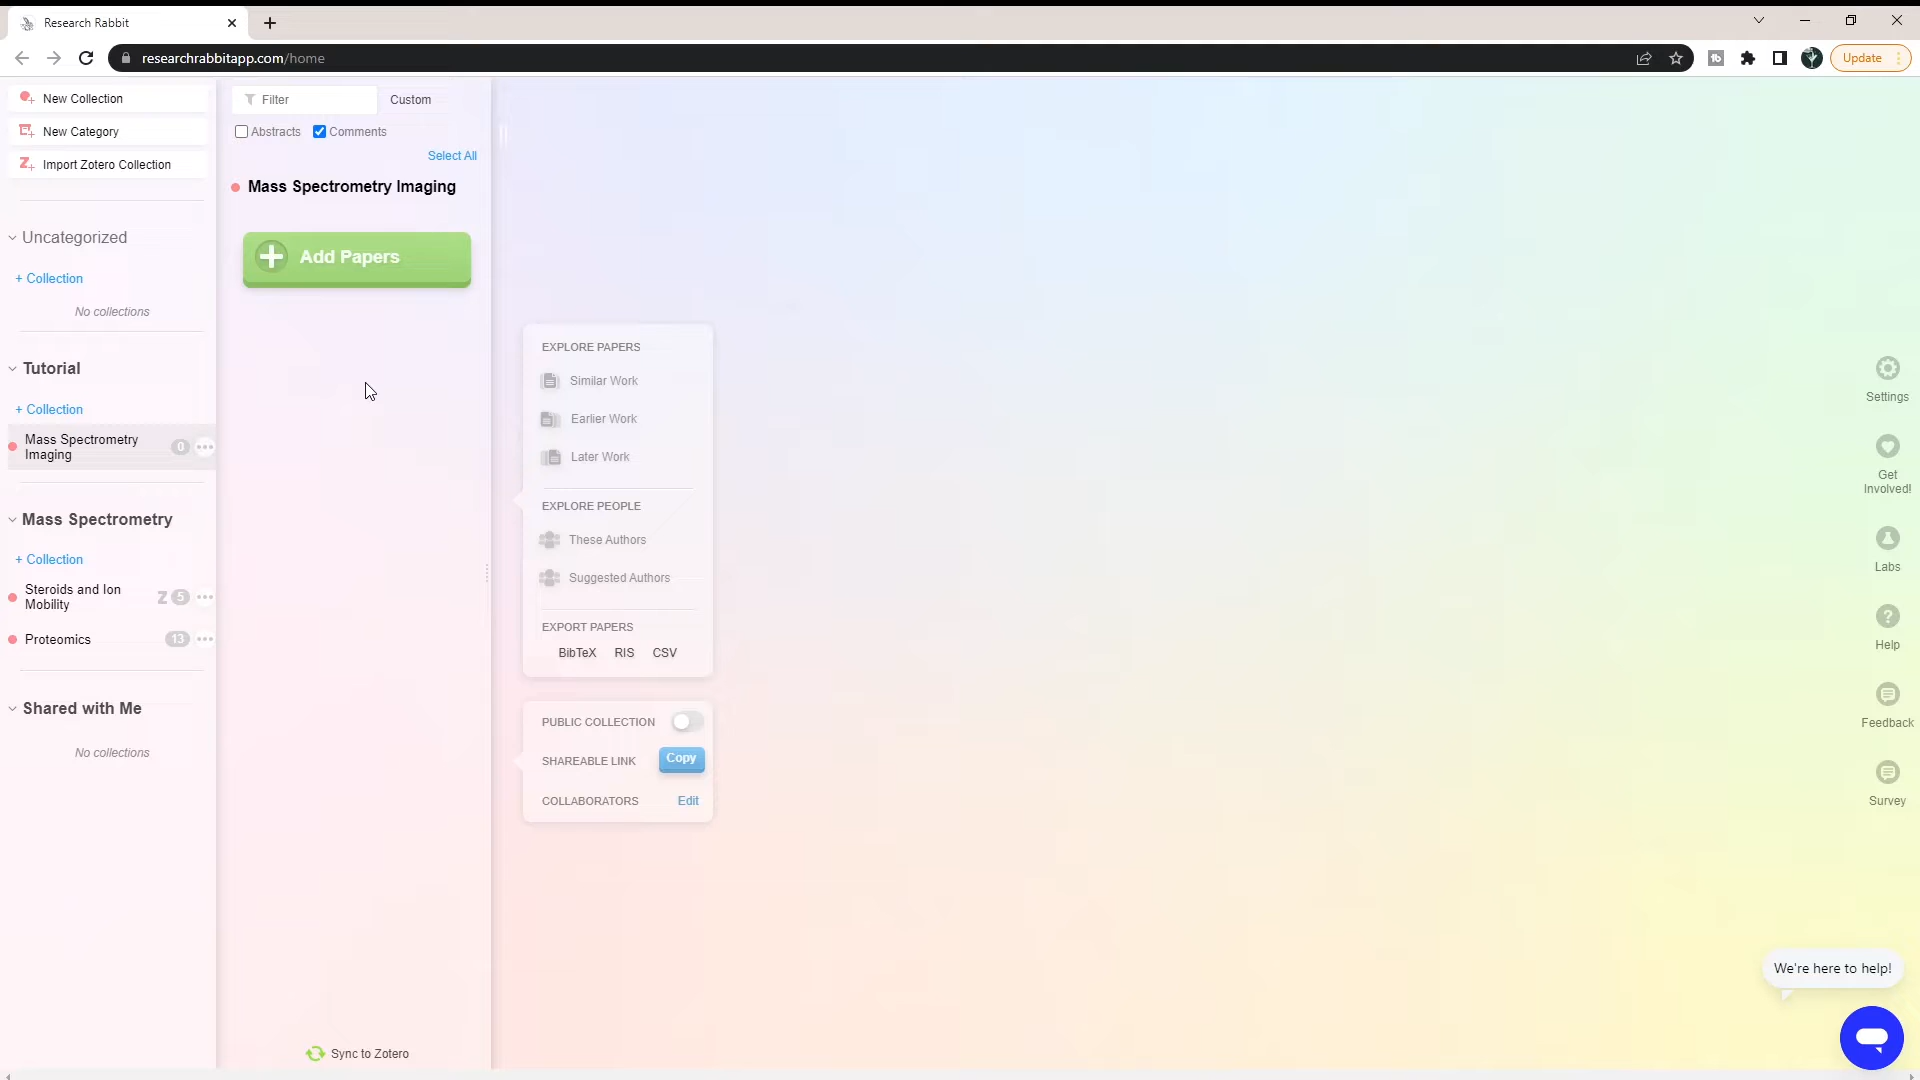 Research Rabbit
researchrabbitapp.com/home
Update
New Collection
New Category
Import Zotero Collection
Uncategorized
+ Collection
No collections
Tutorial
+ Collection
Mass Spectrometry
Imaging
0
Mass Spectrometry
+ Collection
Steroids and Ion
Mobility
Z 5
Proteomics
13
Shared with Me
No collections
Filter
Custom
Abstracts
Comments
Select All
Mass Spectrometry Imaging
Add Papers
Sync to Zotero
EXPLORE PAPERS
Similar Work
Earlier Work
Later Work
EXPLORE PEOPLE
These Authors
Suggested Authors
EXPORT PAPERS
BibTeX RIS CSV
PUBLIC COLLECTION
SHAREABLE LINK
Copy
COLLABORATORS
Edit
Settings
Get
Involved!
Labs
Help
Feedback
Survey
We're here to help!